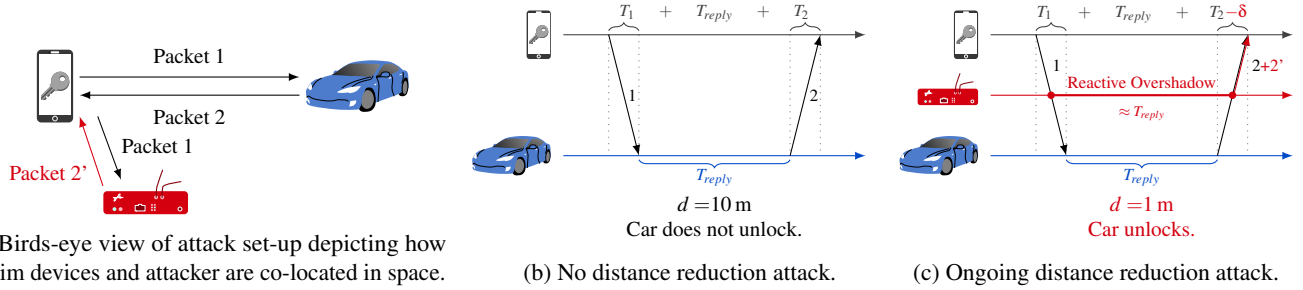 Packet 1
Packet 2
Packet 1
Packet 2'
Birds-eye view of attack set-up depicting how
im devices and attacker are co-located in space.
T1 + Treply + T2
1
2
Treply
d =10 m
Car does not unlock.
(b) No distance reduction attack.
T1 + Treply + T2−δ
1
2+2'
Reactive Overshadow
≈ Treply
Treply
d =1 m
Car unlocks.
(c) Ongoing distance reduction attack.